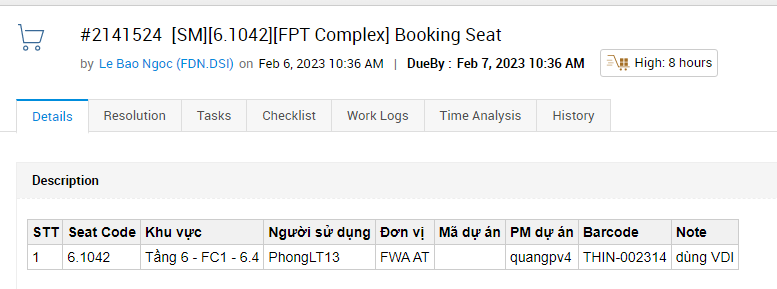 #2141524 [SM][6.1042][FPT Complex] Booking Seat
by Le Bao Ngoc (FDN.DSI) on Feb 6, 2023 10:36 AM | DueBy : Feb 7, 2023 10:36 AM High: 8 hours
Details Resolution Tasks Checklist Work Logs Time Analysis History
Description
STT Seat Code Khu vực Người sử dụng Đơn vị Mã dự án PM dự án Barcode Note
1 6.1042 Tầng 6 - FC1 - 6.4 PhongLT13 FWA AT quangpv4 THIN-002314 dùng VDI